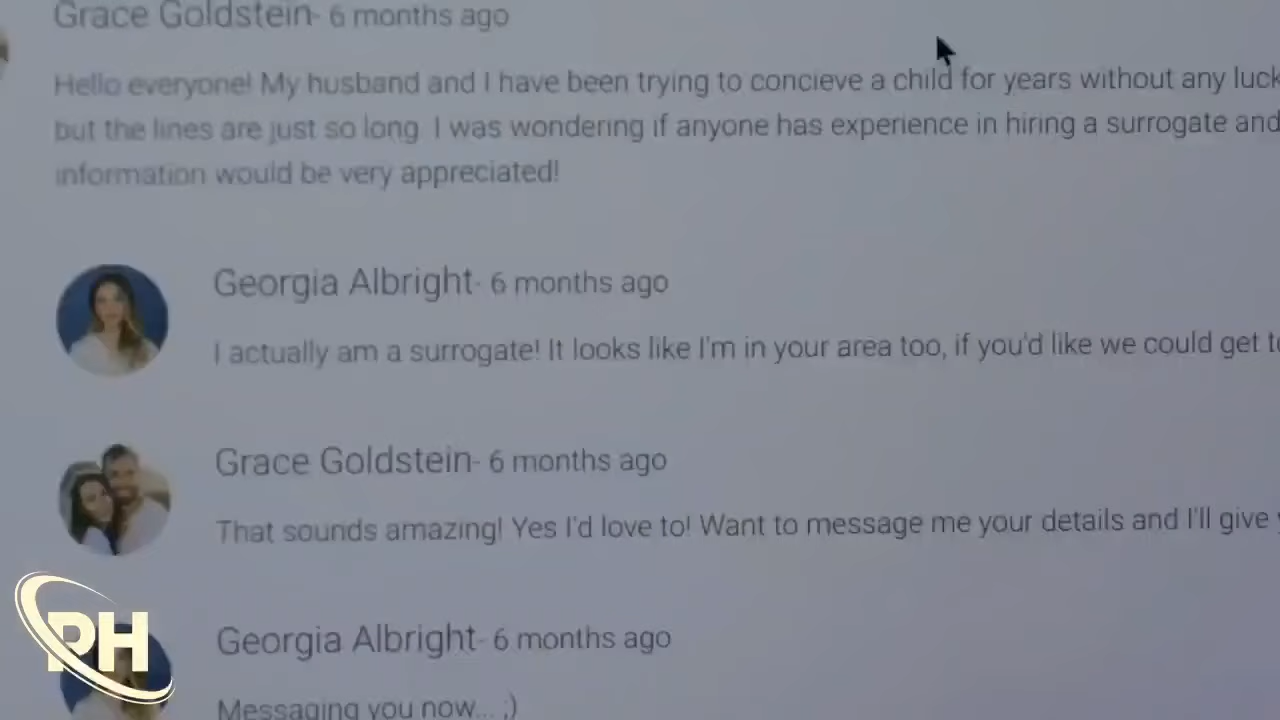 Grace Goldstein- 6 months ago
Hello everyone! My husband and I have been trying to concieve a child for years without any luck
but the lines are just so long. I was wondering if anyone has experience in hiring a surrogate and
information would be very appreciated!
Georgia Albright- 6 months ago
I actually am a surrogate! It looks like I'm in your area too, if you'd like we could get
Grace Goldstein- 6 months ago
That sounds amazing! Yes I'd love to! Want to message me your details and I'll give
Georgia Albright- 6 months ago
Messaging you now... ;)
PH